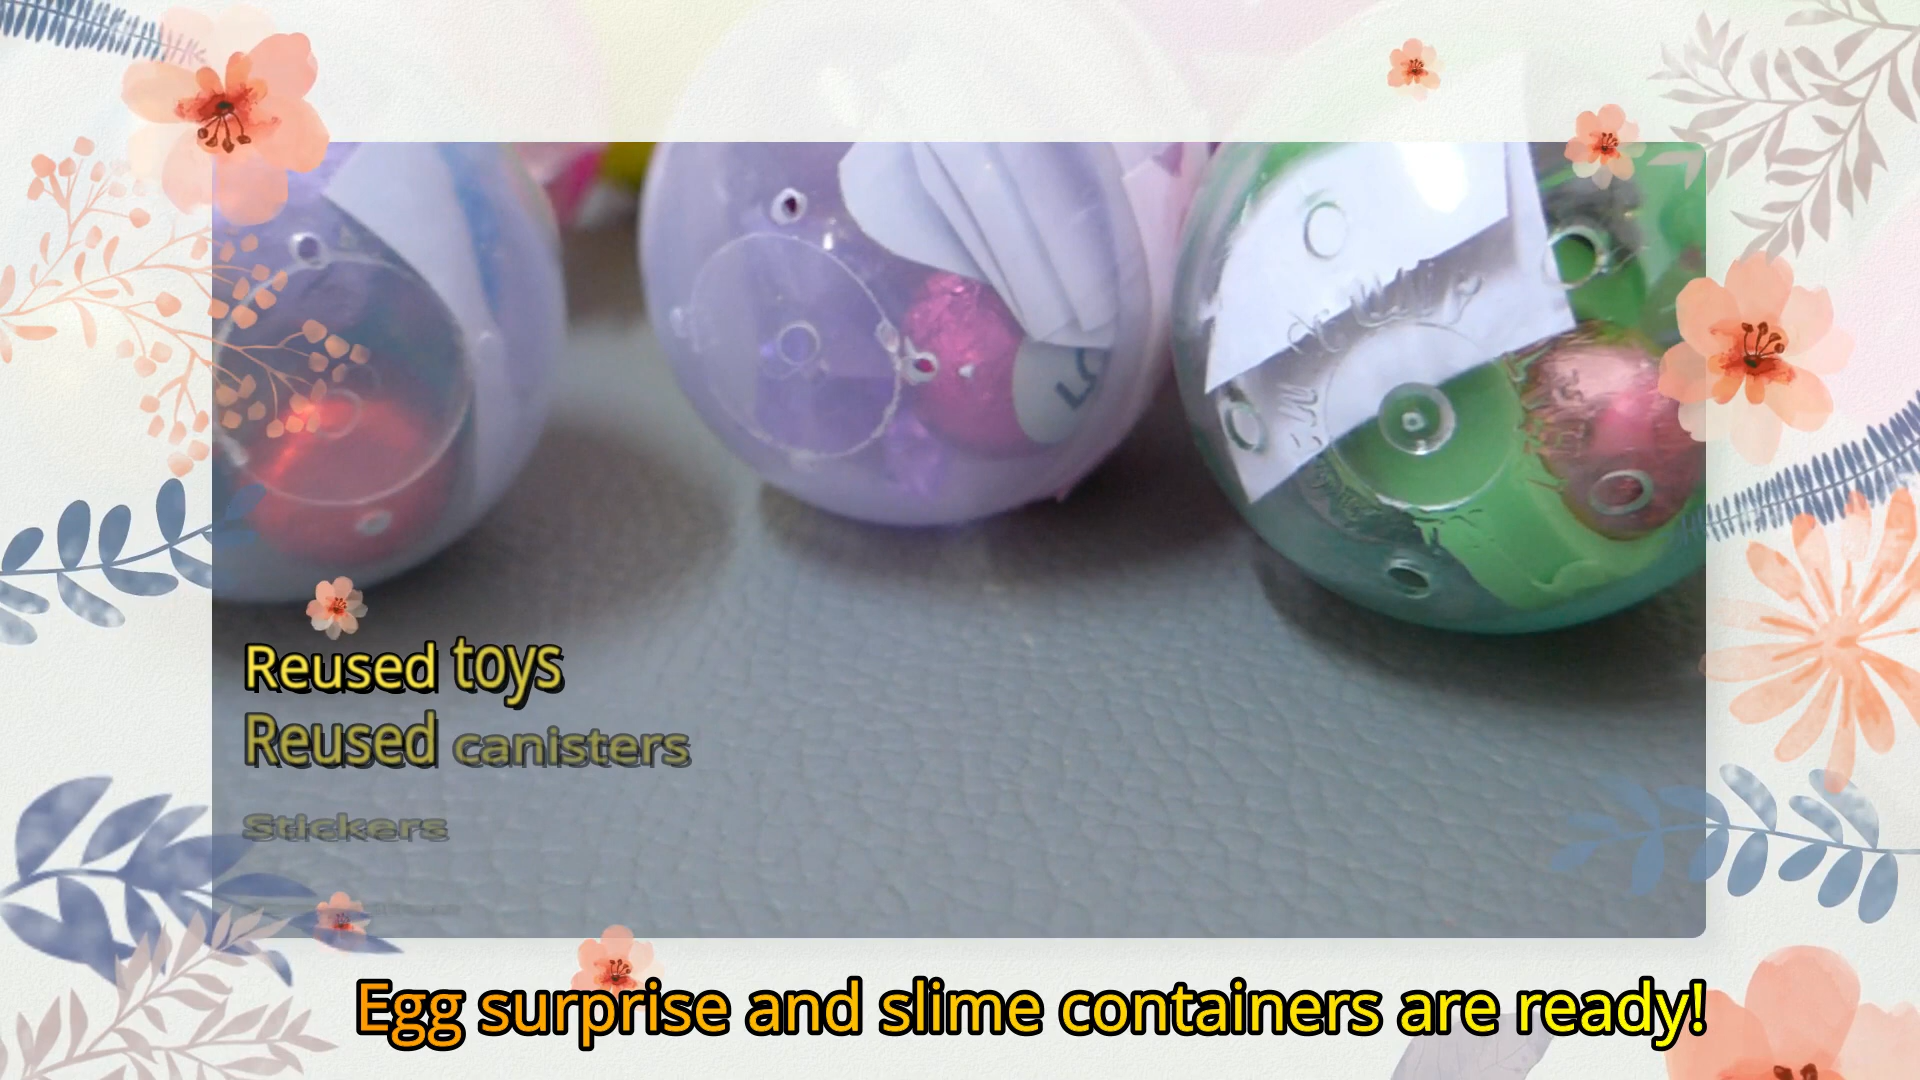 Reused toys
Reused canisters
Stickers
Egg surprise and slime containers are ready!